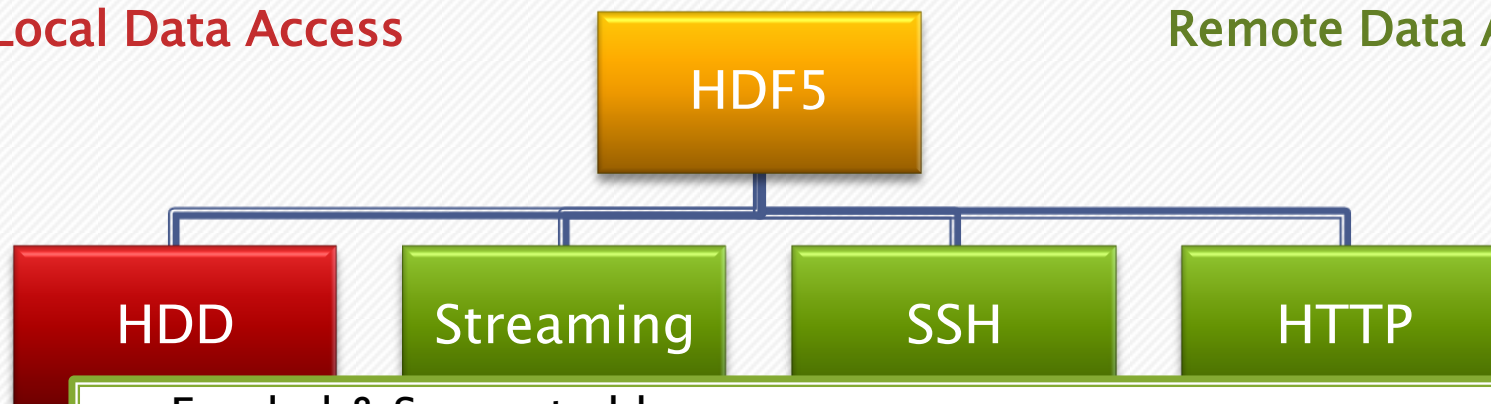 Local Data Access
Remote Data
HDF5
HDD
Streaming
SSH
HTTP